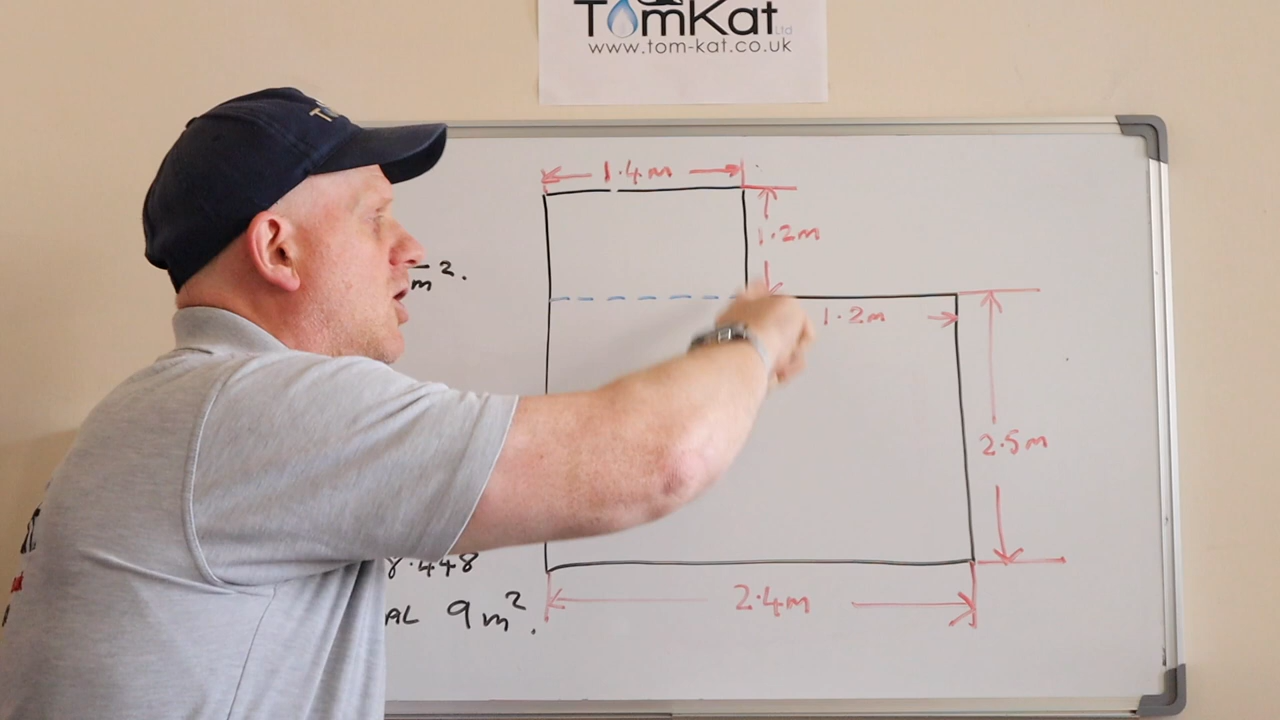 TomKat Ltd
www.tom-kat.co.uk
1.4m
1.2m
m².
1.2m
2.5m
8.448
2.4m
AL 9m².